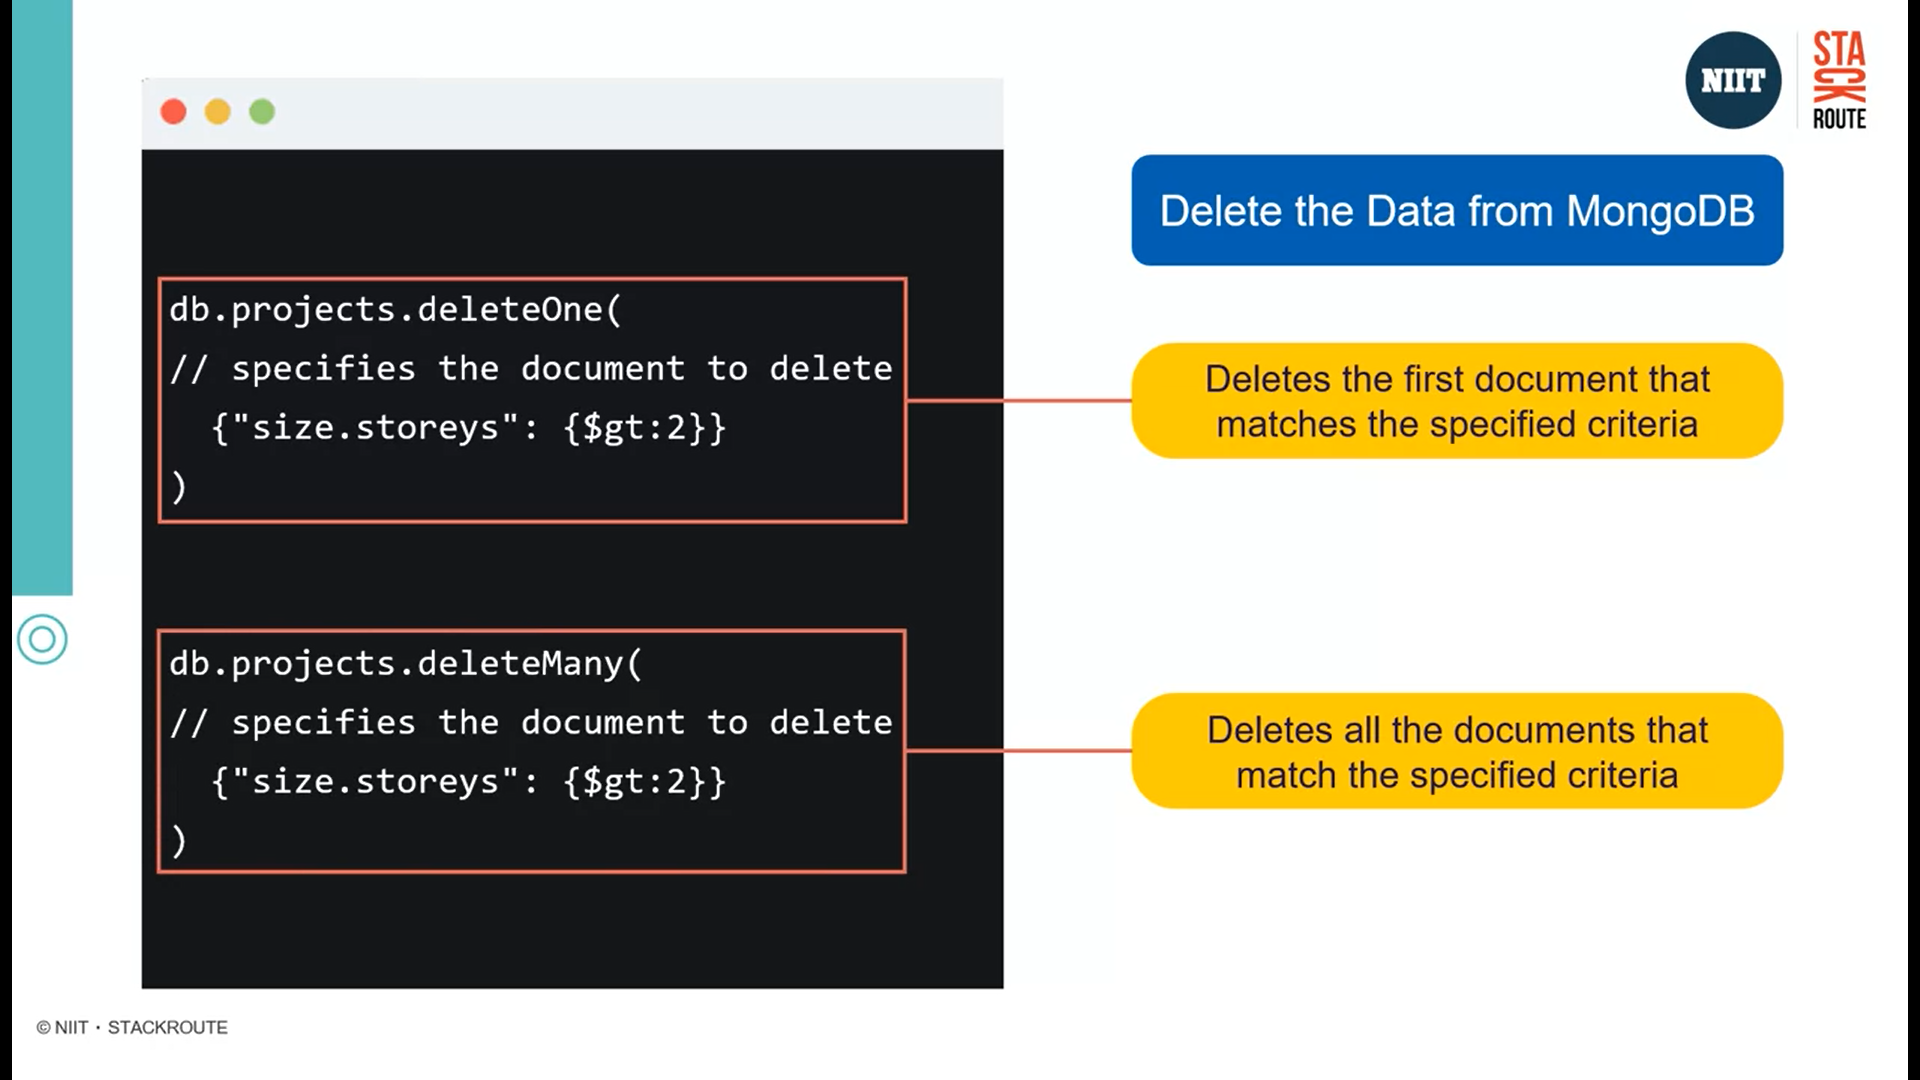 NIIT
STA
CK
ROUTE
Delete the Data from MongoDB
db.projects.deleteOne(
// specifies the document to delete
{"size.storeys": {$gt:2}}
)
Deletes the first document that
matches the specified criteria
db.projects.deleteMany(
// specifies the document to delete
{"size.storeys": {$gt:2}}
)
Deletes all the documents that
match the specified criteria
© NIIT · STACKROUTE